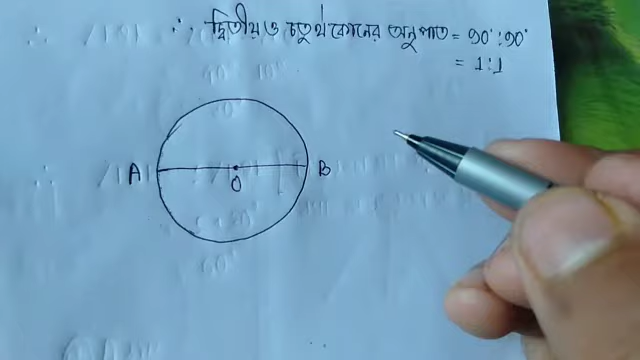 ∴ দ্বিতীয় ও চতুর্থ কোনের অনুপাত = 90° : 90°
= 1:1
A
O
B